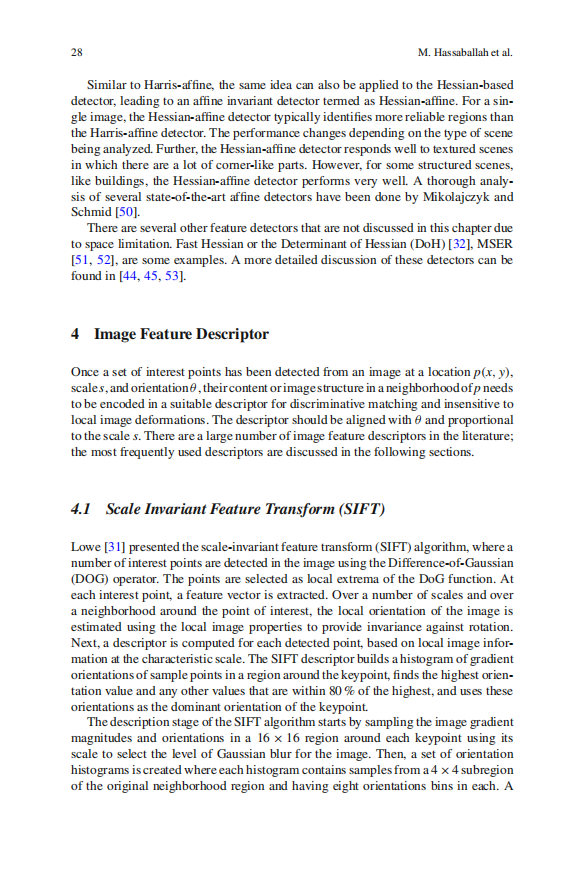 28
M. Hassaballah et al.
Similar to Harris-affine, the same idea can also be applied to the Hessian-based
detector, leading to an affine invariant detector termed as Hessian-affine. For a sin-
gle image, the Hessian-affine detector typically identifies more reliable regions than
the Harris-affine detector. The performance changes depending on the type of scene
being analyzed. Further, the Hessian-affine detector responds well to textured scenes
in which there are a lot of corner-like parts. However, for some structured scenes,
like buildings, the Hessian-affine detector performs very well. A thorough analy-
sis of several state-of-the-art affine detectors have been done by Mikolajczyk and
Schmid [50].
There are several other feature detectors that are not discussed in this chapter due
to space limitation. Fast Hessian or the Determinant of Hessian (DoH) [32], MSER
[51, 52], are some examples. A more detailed discussion of these detectors can be
found in [44, 45, 53].
4 Image Feature Descriptor
Once a set of interest points has been detected from an image at a location p(x, y),
scale s, and orientation θ, their content or image structure in a neighborhood of p needs
to be encoded in a suitable descriptor for discriminative matching and insensitive to
local image deformations. The descriptor should be aligned with θ and proportional
to the scale s. There are a large number of image feature descriptors in the literature;
the most frequently used descriptors are discussed in the following sections.
4.1 Scale Invariant Feature Transform (SIFT)
Lowe [31] presented the scale-invariant feature transform (SIFT) algorithm, where a
number of interest points are detected in the image using the Difference-of-Gaussian
(DOG) operator. The points are selected as local extrema of the DoG function. At
each interest point, a feature vector is extracted. Over a number of scales and over
a neighborhood around the point of interest, the local orientation of the image is
estimated using the local image properties to provide invariance against rotation.
Next, a descriptor is computed for each detected point, based on local image infor-
mation at the characteristic scale. The SIFT descriptor builds a histogram of gradient
orientations of sample points in a region around the keypoint, finds the highest orien-
tation value and any other values that are within 80 % of the highest, and uses these
orientations as the dominant orientation of the keypoint.
The description stage of the SIFT algorithm starts by sampling the image gradient
magnitudes and orientations in a 16 × 16 region around each keypoint using its
scale to select the level of Gaussian blur for the image. Then, a set of orientation
histograms is created where each histogram contains samples from a 4 × 4 subregion
of the original neighborhood region and having eight orientations bins in each. A